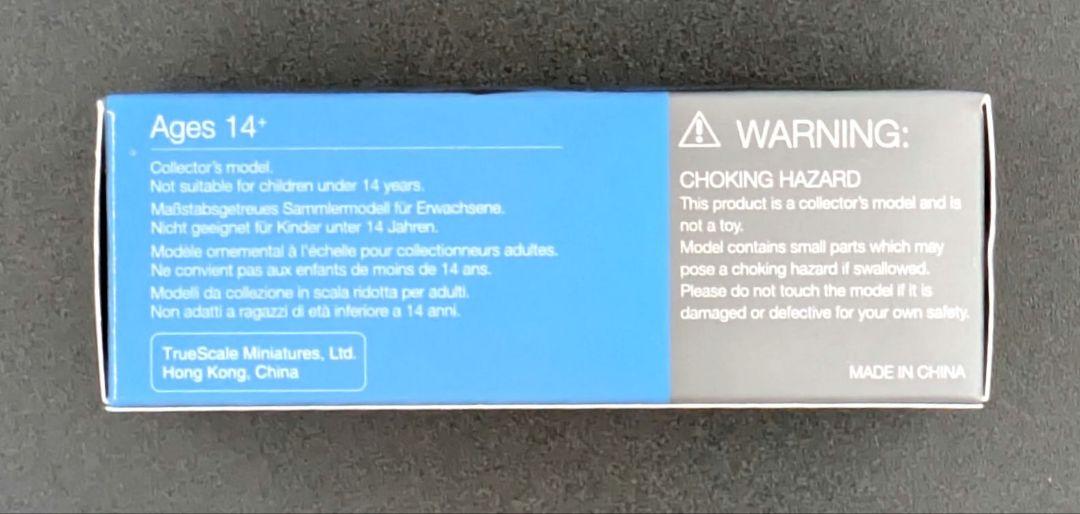 Ages 14+
Collector's model.
Not suitable for children under 14 years.
Maßstabsgetreues Sammlermodell für Erwachsene.
Nicht geeignet für Kinder unter 14 Jahren.
Modèle ornemental à l'échelle pour collectionneurs adultes.
Ne convient pas aux enfants de moins de 14 ans.
Modelli da collezione in scala ridotta per adulti.
Non adatti a ragazzi di età inferiore a 14 anni.
TrueScale Miniatures, Ltd.
Hong Kong, China
WARNING:
CHOKING HAZARD
This product is a collector's model and is
not a toy.
Model contains small parts which may
pose a choking hazard if swallowed.
Please do not touch the model if it is
damaged or defective for your own safety.
MADE IN CHINA